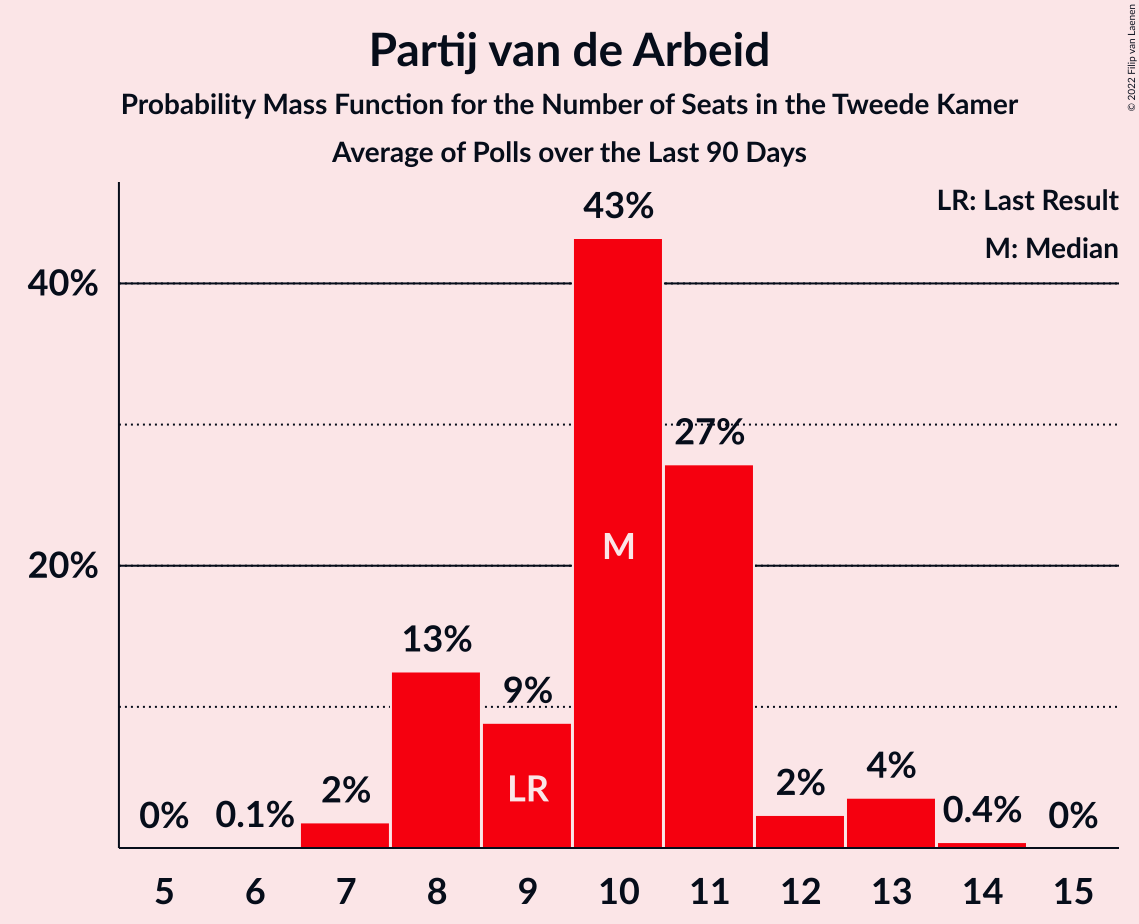 Partij van de Arbeid
Probability Mass Function for the Number of Seats in the Tweede Kamer
Average of Polls over the Last 90 Days
© 2022 Filip van Laenen
LR: Last Result
M: Median
40%
20%
0%
0.1%
2%
13%
9%
43%
27%
2%
4%
0.4%
0%
LR
M
5 6 7 8 9 10 11 12 13 14 15